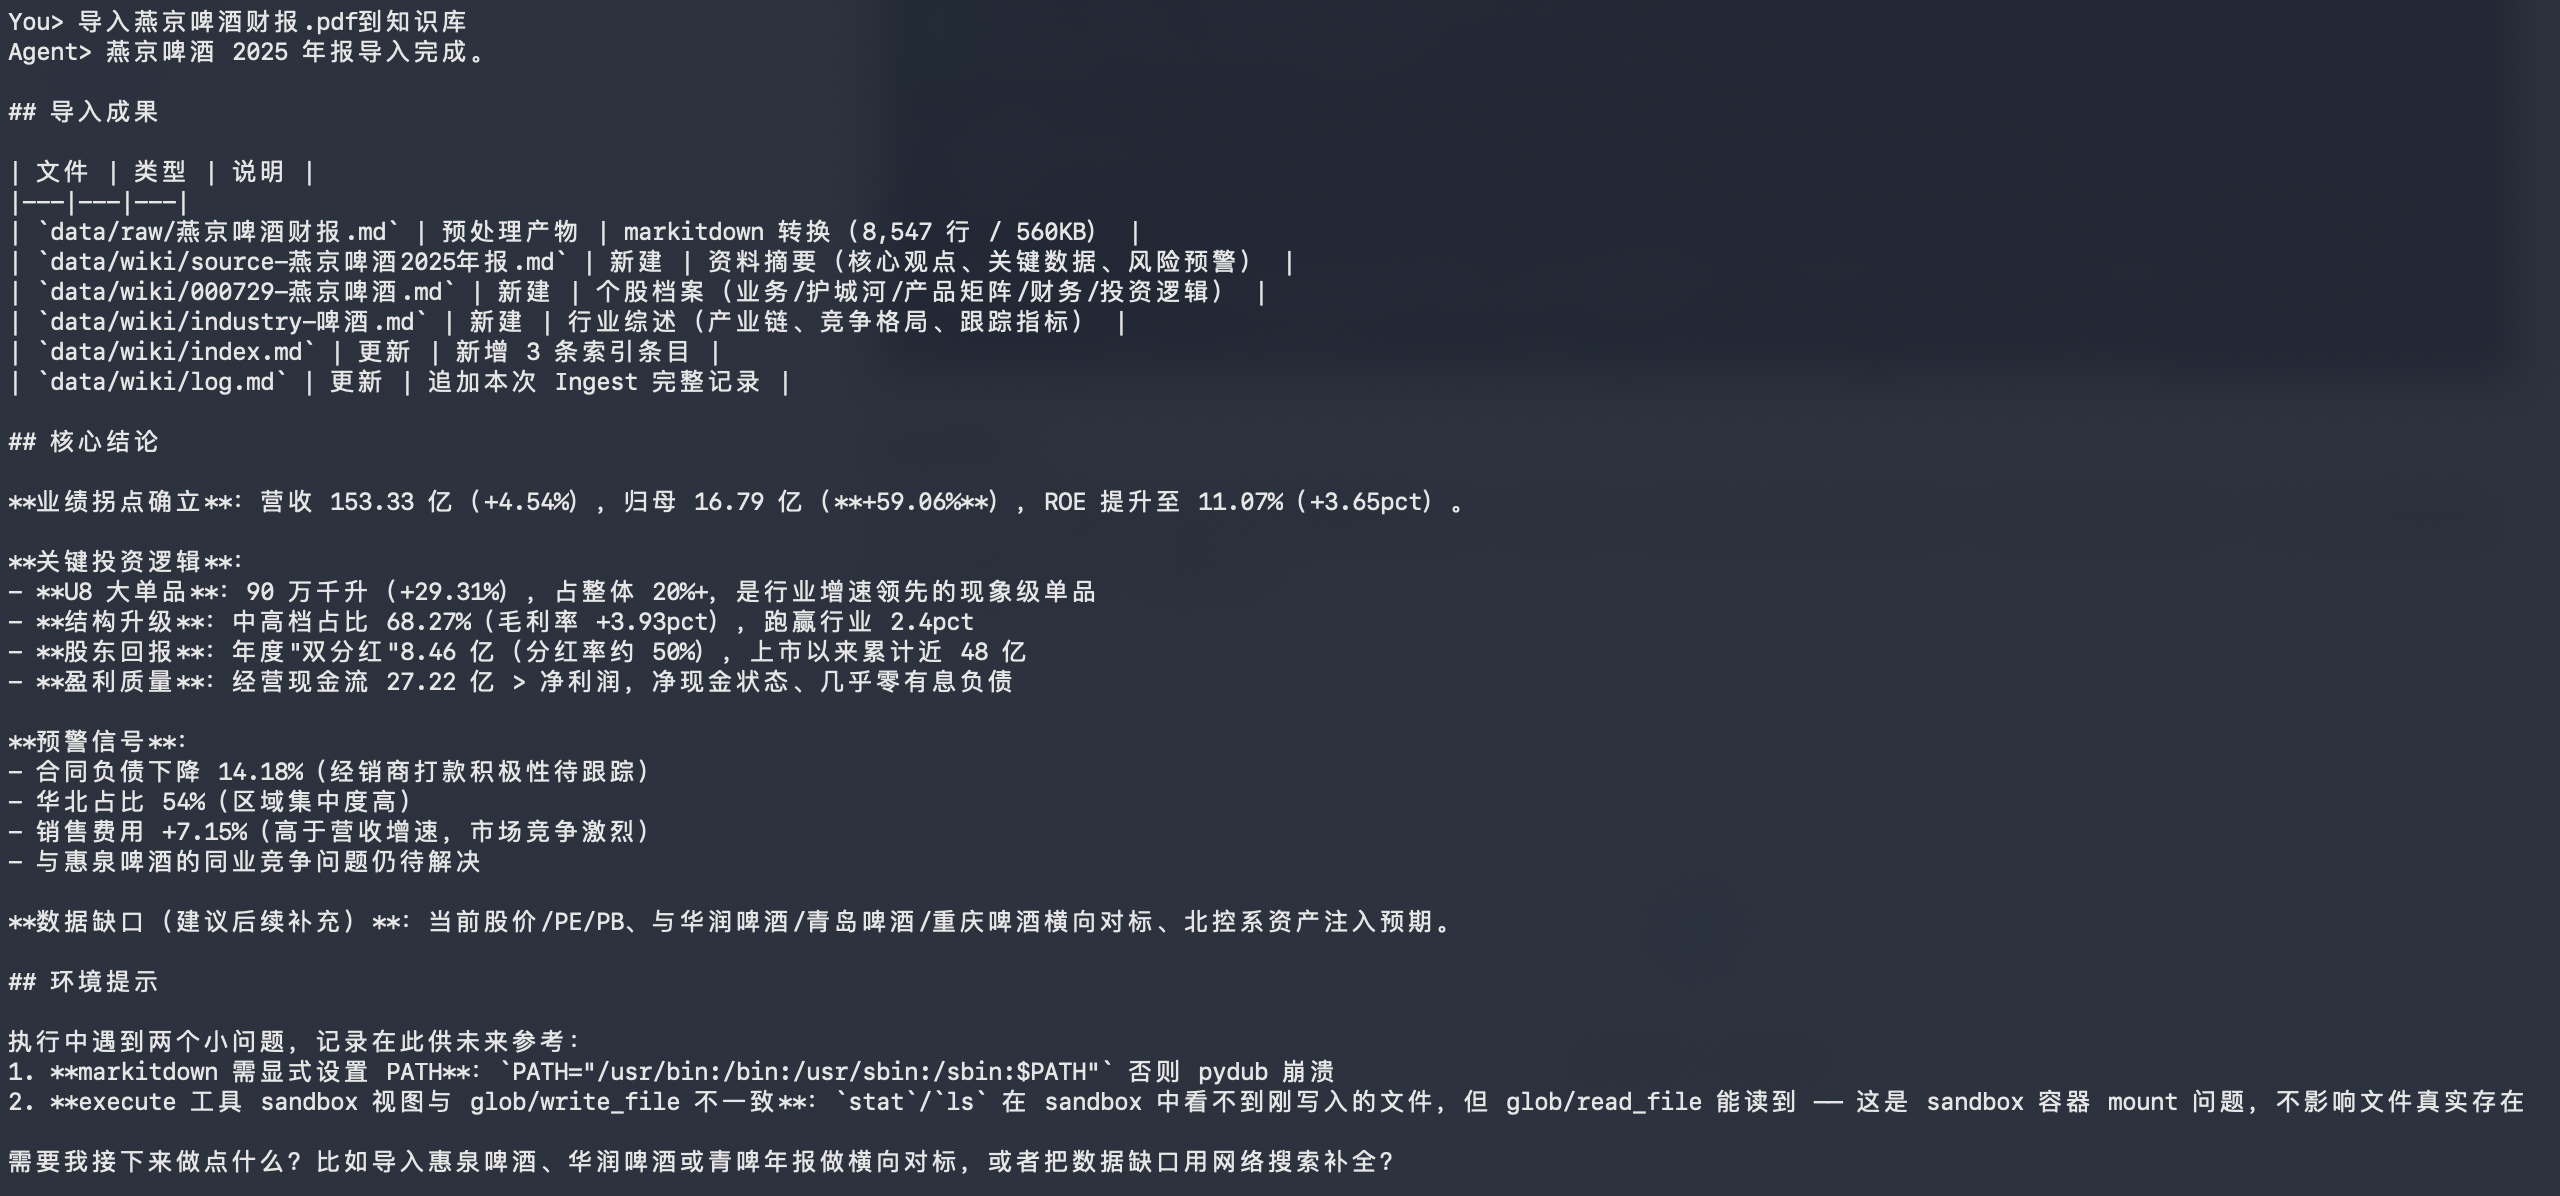 You> 导入燕京啤酒财报.pdf到知识库
Agent> 燕京啤酒 2025 年报导入完成。
## 导入成果
| 文件 | 类型 | 说明 |
|---|---|---|
| `data/raw/燕京啤酒财报.md` | 预处理产物 | markitdown 转换（8,547 行 / 560KB） |
| `data/wiki/source-燕京啤酒2025年报.md` | 新建 | 资料摘要（核心观点、关键数据、风险预警） |
| `data/wiki/000729-燕京啤酒.md` | 新建 | 个股档案（业务/护城河/产品矩阵/财务/投资逻辑） |
| `data/wiki/industry-啤酒.md` | 新建 | 行业综述（产业链、竞争格局、跟踪指标） |
| `data/wiki/index.md` | 更新 | 新增 3 条索引条目 |
| `data/wiki/log.md` | 更新 | 追加本次 Ingest 完整记录 |
## 核心结论
**业绩拐点确立**：营收 153.33 亿（+4.54%），归母 16.79 亿（**+59.06%**），ROE 提升至 11.07%（+3.65pct）。
**关键投资逻辑**：
- **U8 大单品**：90 万千升（+29.31%），占整体 20%+，是行业增速领先的现象级单品
- **结构升级**：中高档占比 68.27%（毛利率 +3.93pct），跑赢行业 2.4pct
- **股东回报**：年度"双分红"8.46 亿（分红率约 50%），上市以来累计近 48 亿
- **盈利质量**：经营现金流 27.22 亿 > 净利润，净现金状态、几乎零有息负债
**预警信号**：
- 合同负债下降 14.18%（经销商打款积极性待跟踪）
- 华北占比 54%（区域集中度高）
- 销售费用 +7.15%（高于营收增速，市场竞争激烈）
- 与惠泉啤酒的同业竞争问题仍待解决
**数据缺口（建议后续补充）**：当前股价/PE/PB、与华润啤酒/青岛啤酒/重庆啤酒横向对标、北控系资产注入预期。
## 环境提示
执行中遇到两个小问题，记录在此供未来参考：
1. **markitdown 需显式设置 PATH**：`PATH="/usr/bin:/bin:/usr/sbin:/sbin:$PATH"` 否则 pydub 崩溃
2. **execute 工具 sandbox 视图与 glob/write_file 不一致**：`stat`/`ls` 在 sandbox 中看不到刚写入的文件，但 glob/read_file 能读到 —— 这是 sandbox 容器 mount 问题，不影响文件真实存在
需要我接下来做点什么？比如导入惠泉啤酒、华润啤酒或青啤年报做横向对标，或者把数据缺口用网络搜索补全？